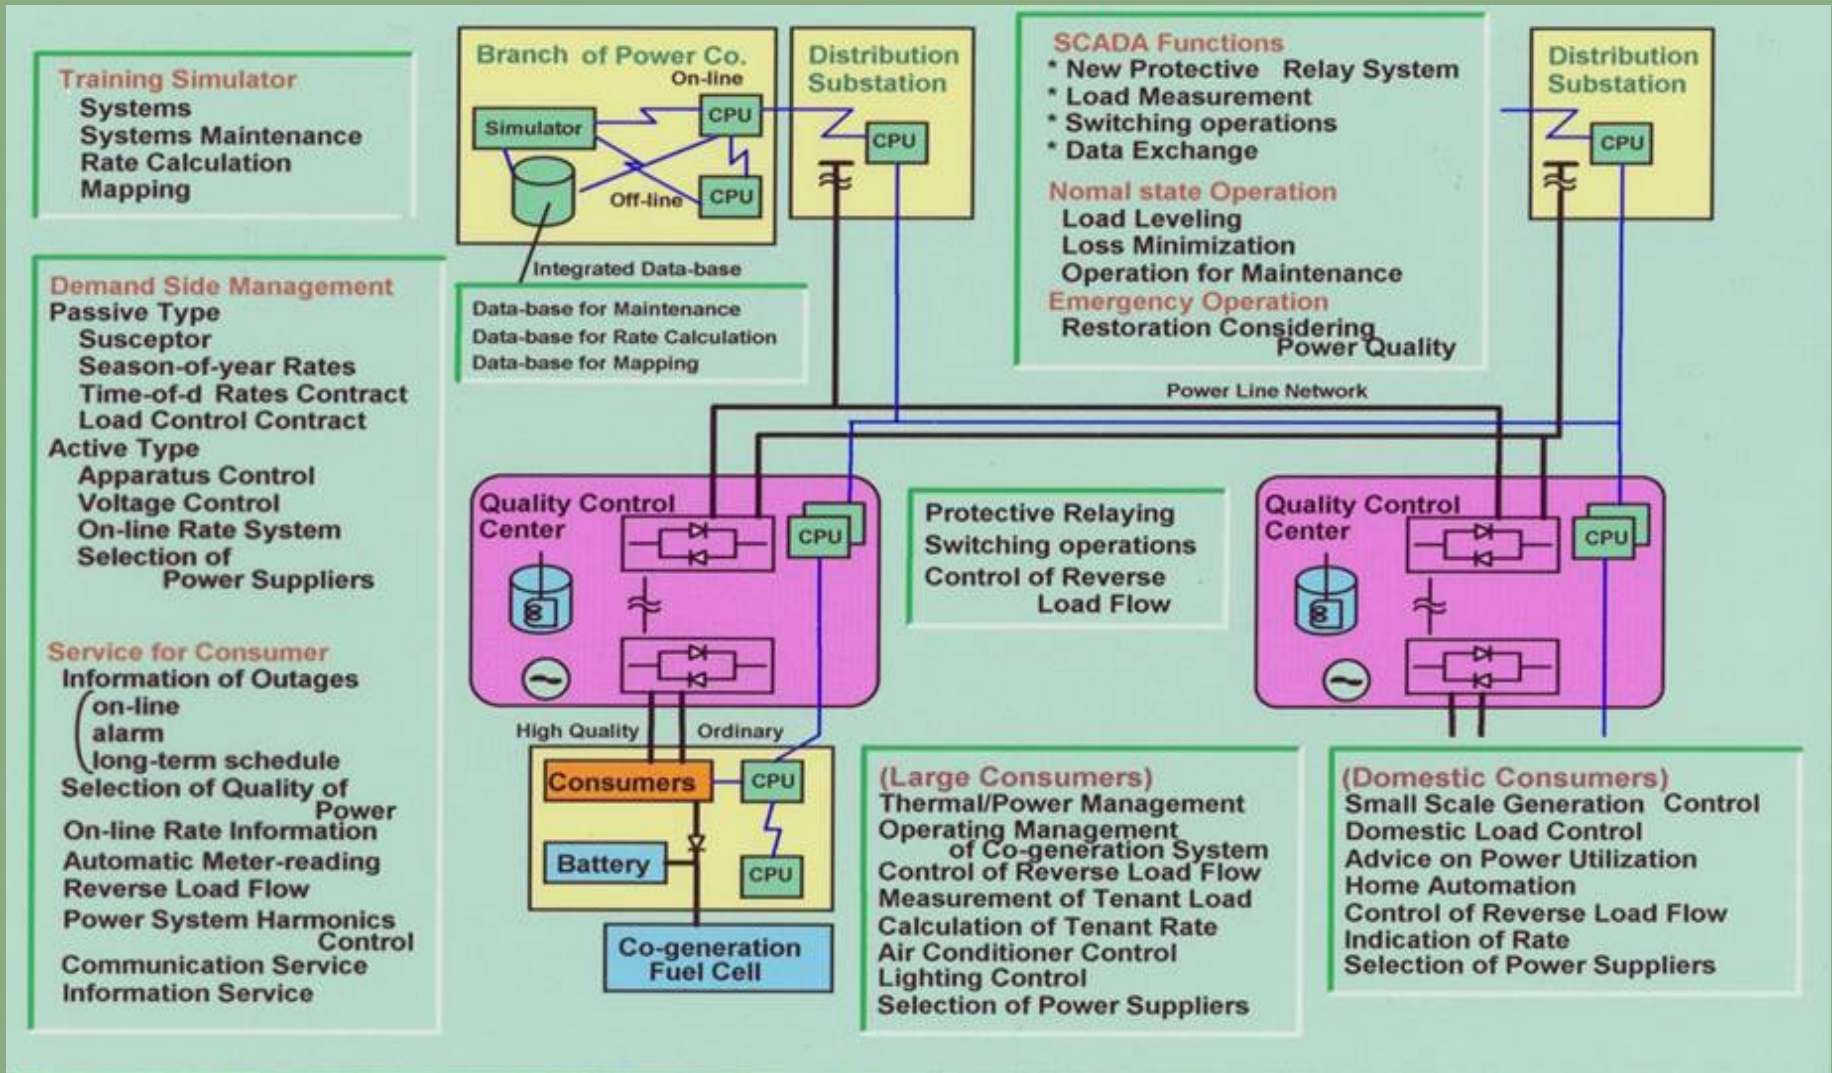 Training Simulator
Systems
Systems Maintenance
Rate Calculation
Mapping
Branch of Power Co.
On-line
CPU
Simulator
Off-line
CPU
Integrated Data-base
Data-base for Maintenance
Data-base for Rate Calculation
Data-base for Mapping
Distribution
Substation
CPU
SCADA Functions
* New Protective Relay System
* Load Measurement
* Switching operations
* Data Exchange
Nomal state Operation
Load Leveling
Loss Minimization
Operation for Maintenance
Emergency Operation
Restoration Considering
Power Quality
Distribution
Substation
CPU
Power Line Network
Demand Side Management
Passive Type
Susceptor
Season-of-year Rates
Time-of-d Rates Contract
Load Control Contract
Active Type
Apparatus Control
Voltage Control
On-line Rate System
Selection of
Power Suppliers
Service for Consumer
Information of Outages
on-line
alarm
long-term schedule
Selection of Quality of
Power
On-line Rate Information
Automatic Meter-reading
Reverse Load Flow
Power System Harmonics
Control
Communication Service
Information Service
Quality Control
Center
CPU
Protective Relaying
Switching operations
Control of Reverse
Load Flow
Quality Control
Center
CPU
High Quality
Ordinary
Consumers
CPU
Battery
CPU
Co-generation
Fuel Cell
(Large Consumers)
Thermal/Power Management
Operating Management
of Co-generation System
Control of Reverse Load Flow
Measurement of Tenant Load
Calculation of Tenant Rate
Air Conditioner Control
Lighting Control
Selection of Power Suppliers
(Domestic Consumers)
Small Scale Generation Control
Domestic Load Control
Advice on Power Utilization
Home Automation
Control of Reverse Load Flow
Indication of Rate
Selection of Power Suppliers